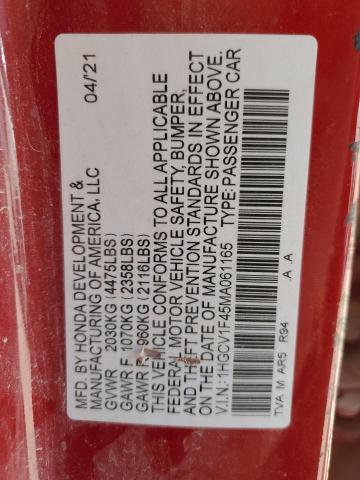 MFD. BY HONDA DEVELOPMENT & 04/'21
MANUFACTURING OF AMERICA, LLC
GVWR 2030KG (4475LBS)
GAWR F 1070KG (2358LBS)
GAWR R 960KG (2116LBS)
THIS VEHICLE CONFORMS TO ALL APPLICABLE
FEDERAL MOTOR VEHICLE SAFETY, BUMPER,
AND THEFT PREVENTION STANDARDS IN EFFECT
ON THE DATE OF MANUFACTURE SHOWN ABOVE.
V.I.N.:1HGCV1F45MA061165 TYPE:PASSENGER CAR
TVA M AR5 R94 A A